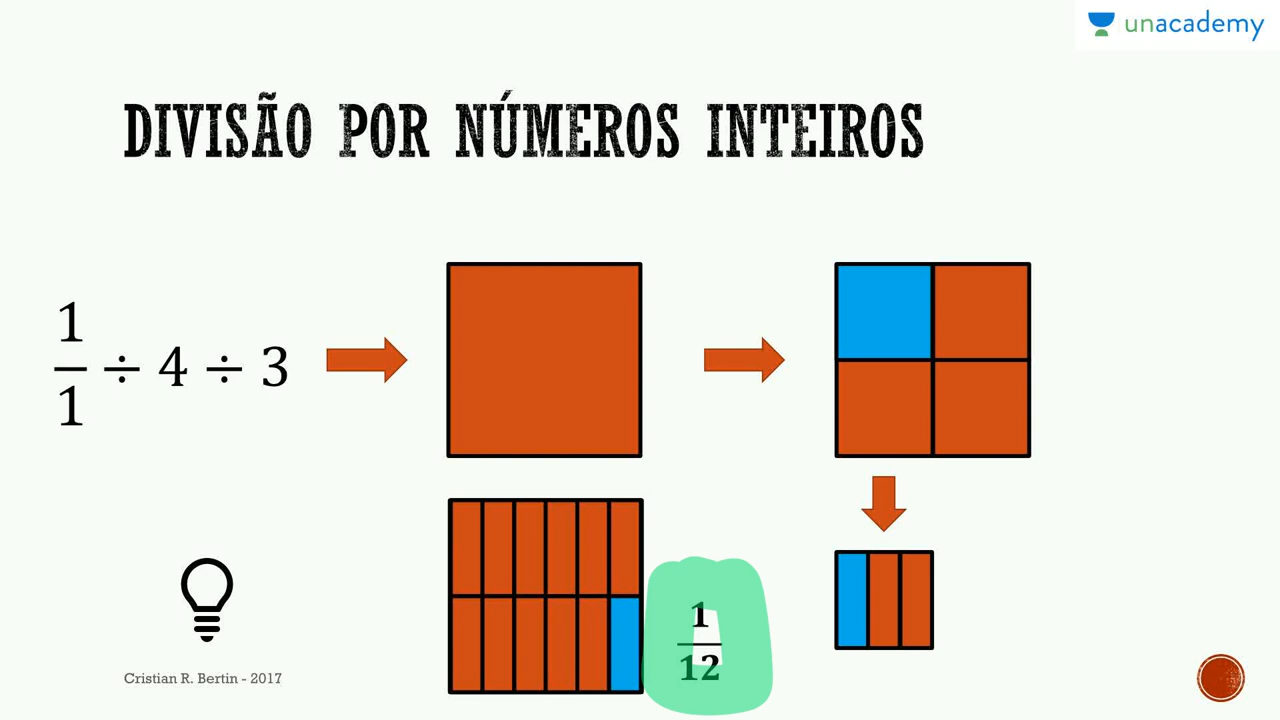 unacademy
DIVISÃO POR NÚMEROS INTEIROS
1/1 ÷ 4 ÷ 3
1/12
Cristian R. Bertin - 2017